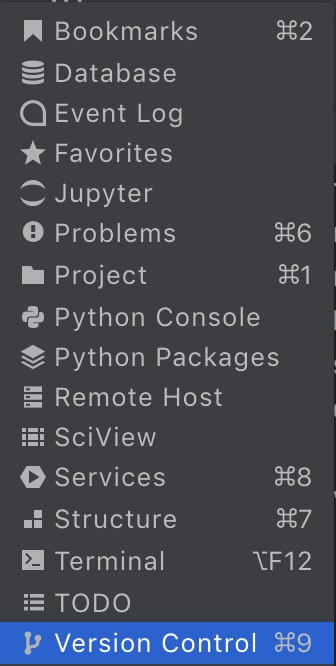 Bookmarks ⌘2
Database
Event Log
Favorites
Jupyter
Problems ⌘6
Project ⌘1
Python Console
Python Packages
Remote Host
SciView
Services ⌘8
Structure ⌘7
Terminal ⌥F12
TODO
Version Control ⌘9